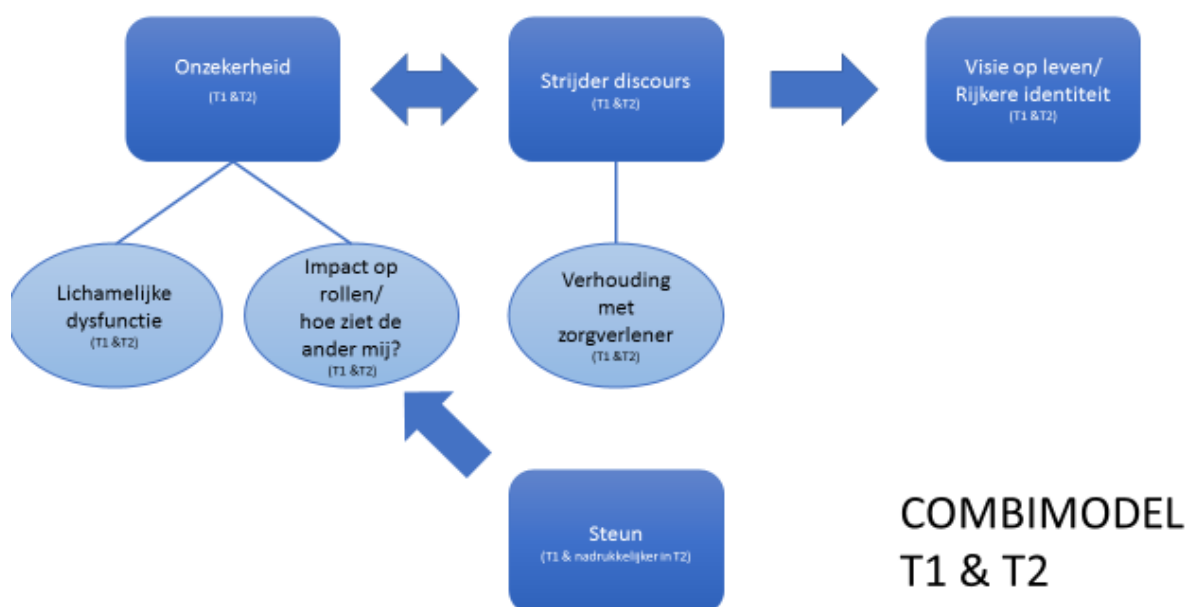 Onzekerheid
(T1 &T2)
Strijder discours
(T1 &T2)
Visie op leven/
Rijkere identiteit
(T1 &T2)
Lichamelijke
dysfunctie
(T1 &T2)
Impact op
rollen/
hoe ziet de
ander mij?
(T1 &T2)
Verhouding
met
zorgverlener
(T1 &T2)
Steun
(T1 & nadrukkelijker in T2)
COMBIMODEL
T1 & T2